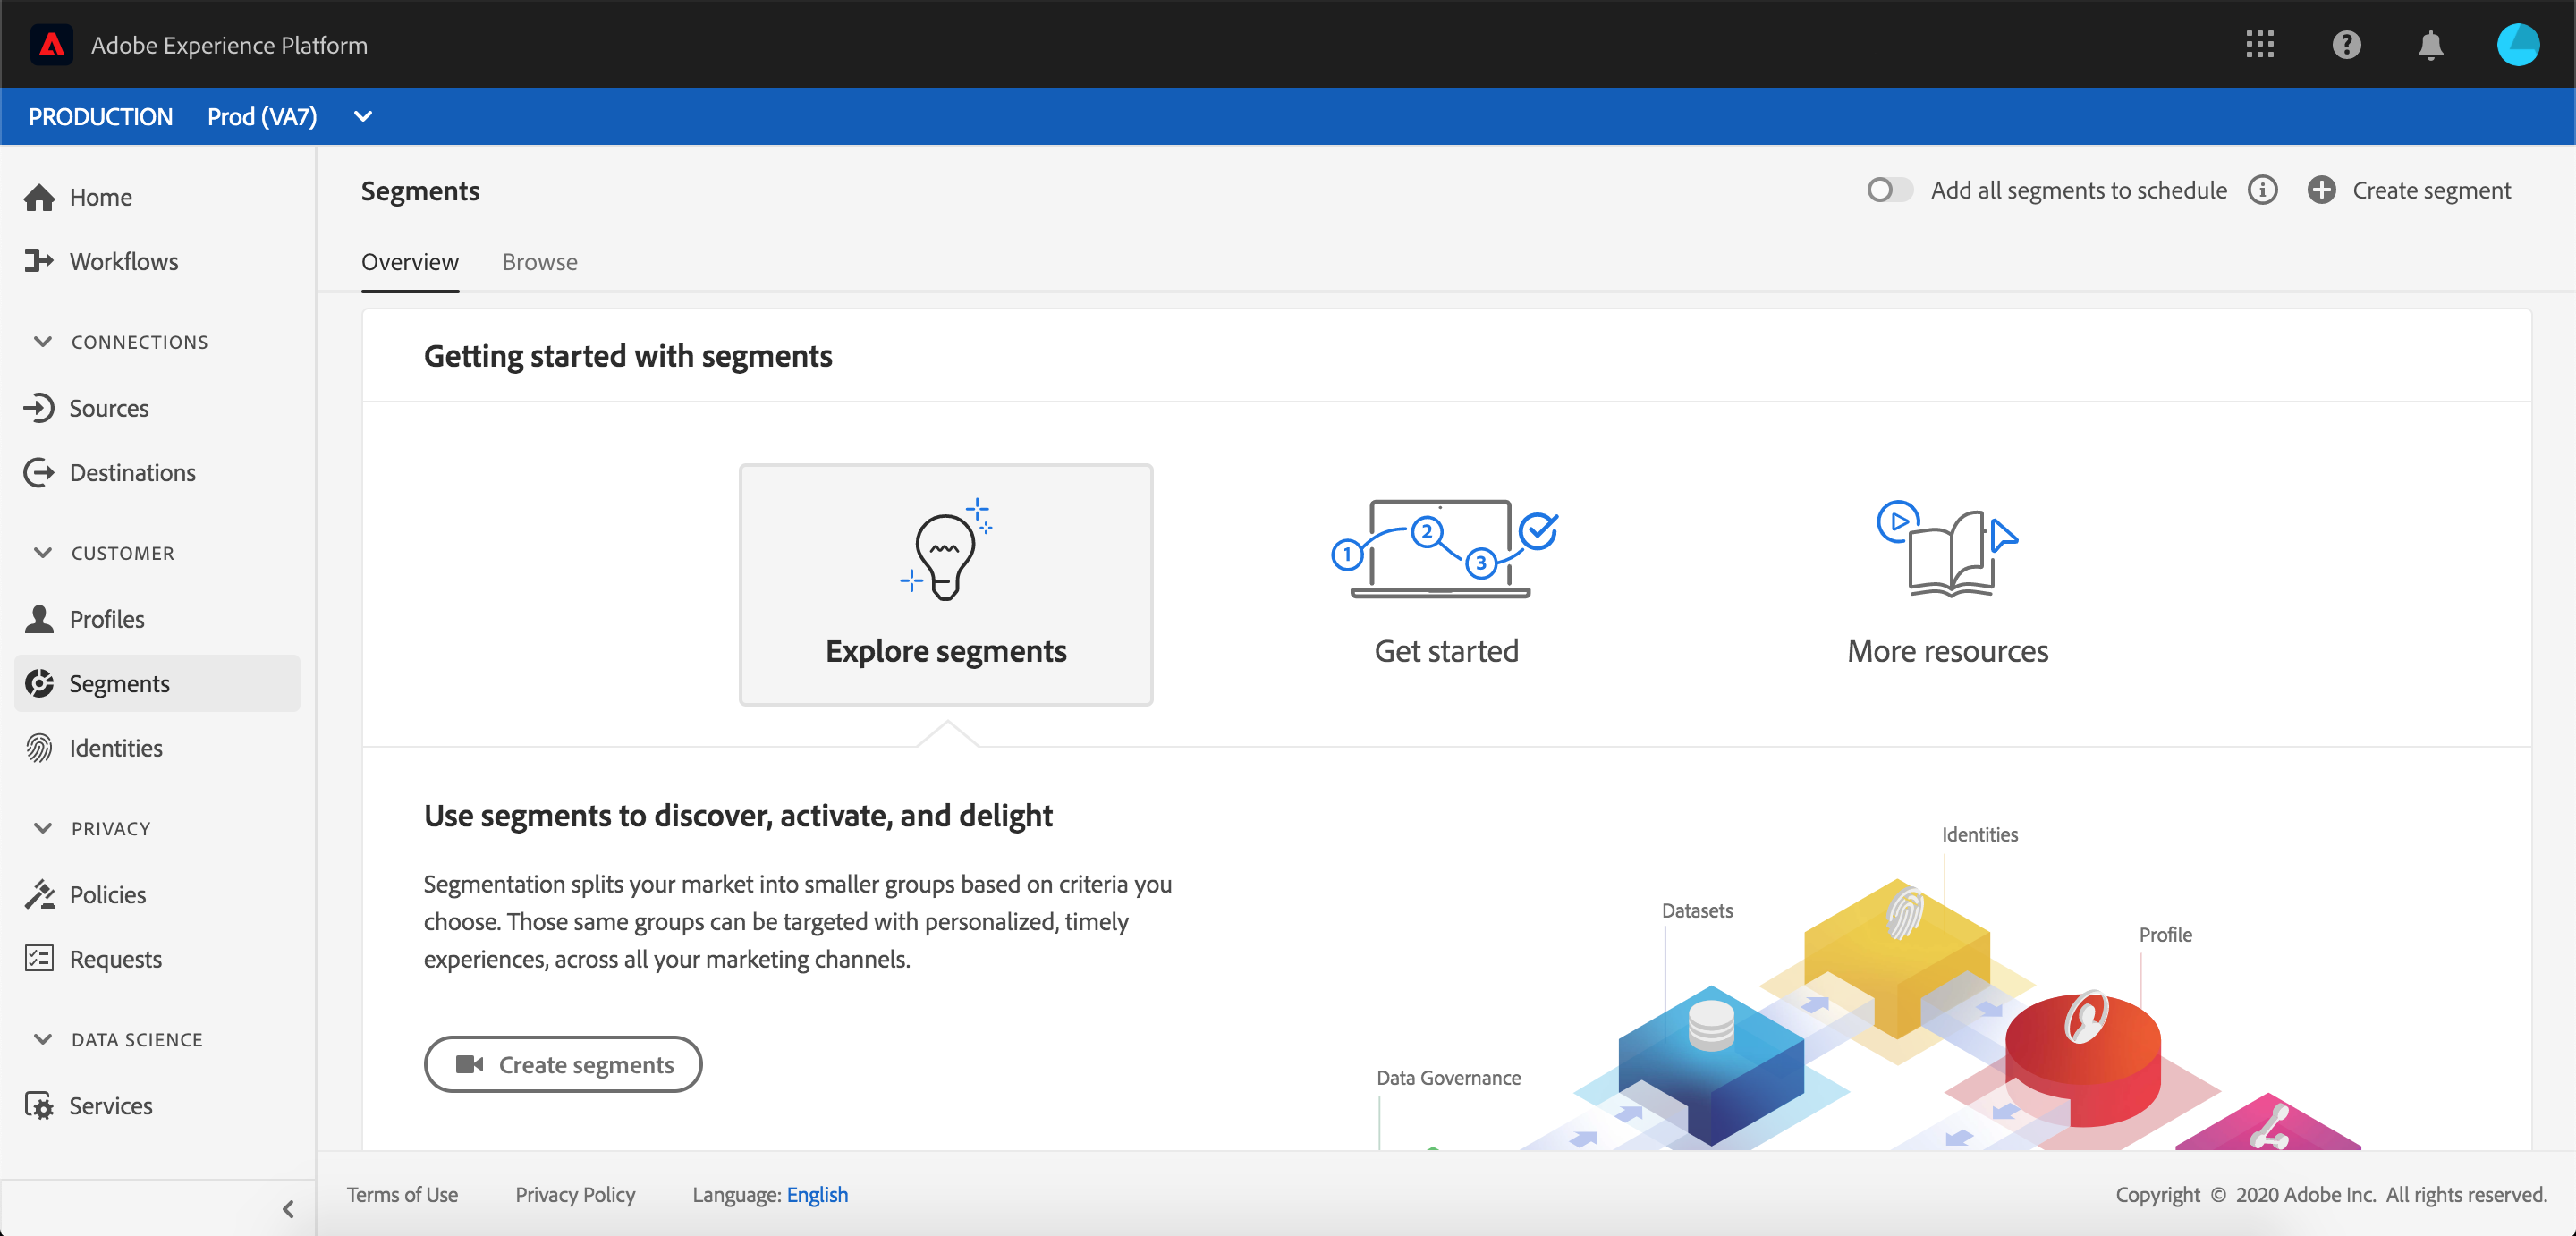 Adobe Experience Platform
PRODUCTION Prod (VA7)
Home
Workflows
CONNECTIONS
Sources
Destinations
CUSTOMER
Profiles
Segments
Identities
PRIVACY
Policies
Requests
DATA SCIENCE
Services
Segments
Add all segments to schedule
Create segment
Overview Browse
Getting started with segments
1 2 3
Explore segments
Get started
More resources
Use segments to discover, activate, and delight
Segmentation splits your market into smaller groups based on criteria you
choose. Those same groups can be targeted with personalized, timely
experiences, across all your marketing channels.
Create segments
Identities
Datasets
Profile
Data Governance
Terms of Use Privacy Policy Language: English
Copyright © 2020 Adobe Inc. All rights reserved.